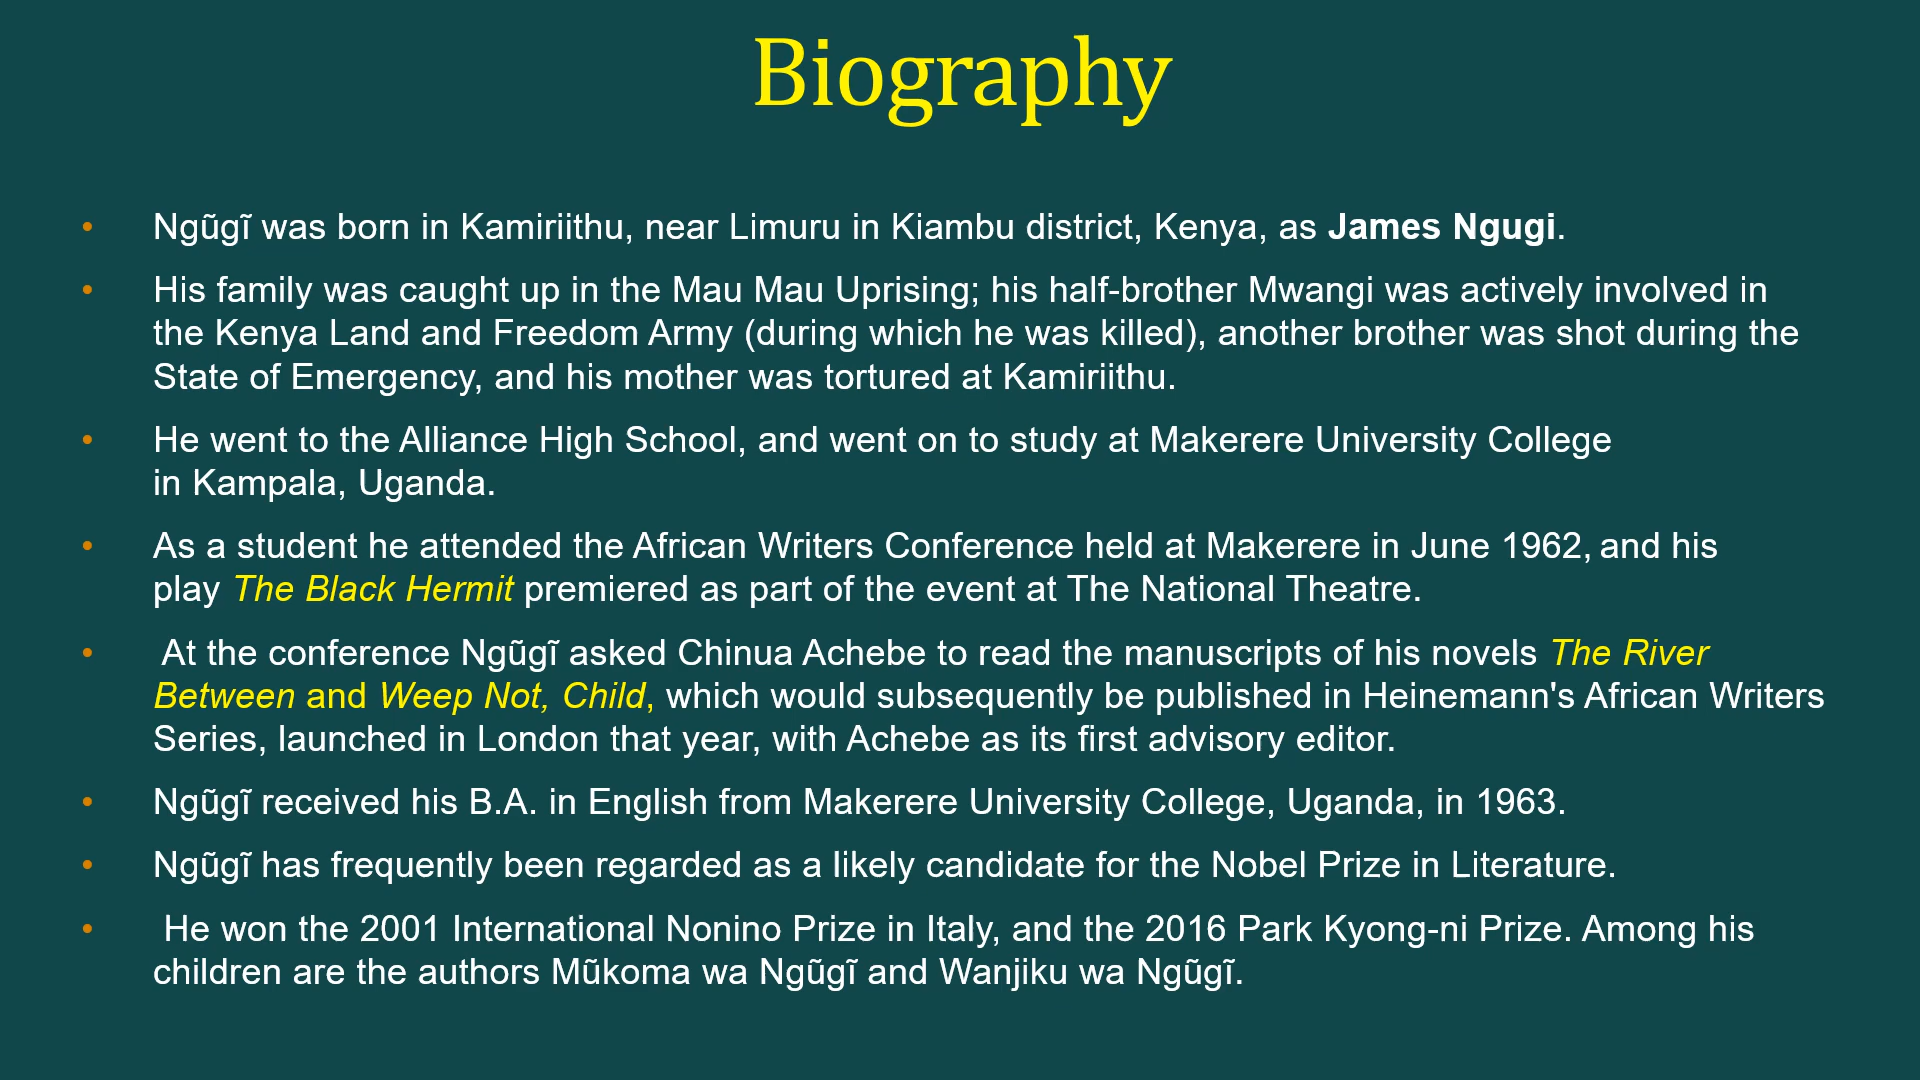 Biography
• Ngũgĩ was born in Kamiriithu, near Limuru in Kiambu district, Kenya, as James Ngugi.
• His family was caught up in the Mau Mau Uprising; his half-brother Mwangi was actively involved in
the Kenya Land and Freedom Army (during which he was killed), another brother was shot during the
State of Emergency, and his mother was tortured at Kamiriithu.
• He went to the Alliance High School, and went on to study at Makerere University College
in Kampala, Uganda.
• As a student he attended the African Writers Conference held at Makerere in June 1962, and his
play The Black Hermit premiered as part of the event at The National Theatre.
• At the conference Ngũgĩ asked Chinua Achebe to read the manuscripts of his novels The River
Between and Weep Not, Child, which would subsequently be published in Heinemann's African Writers
Series, launched in London that year, with Achebe as its first advisory editor.
• Ngũgĩ received his B.A. in English from Makerere University College, Uganda, in 1963.
• Ngũgĩ has frequently been regarded as a likely candidate for the Nobel Prize in Literature.
• He won the 2001 International Nonino Prize in Italy, and the 2016 Park Kyong-ni Prize. Among his
children are the authors Mũkoma wa Ngũgĩ and Wanjiku wa Ngũgĩ.